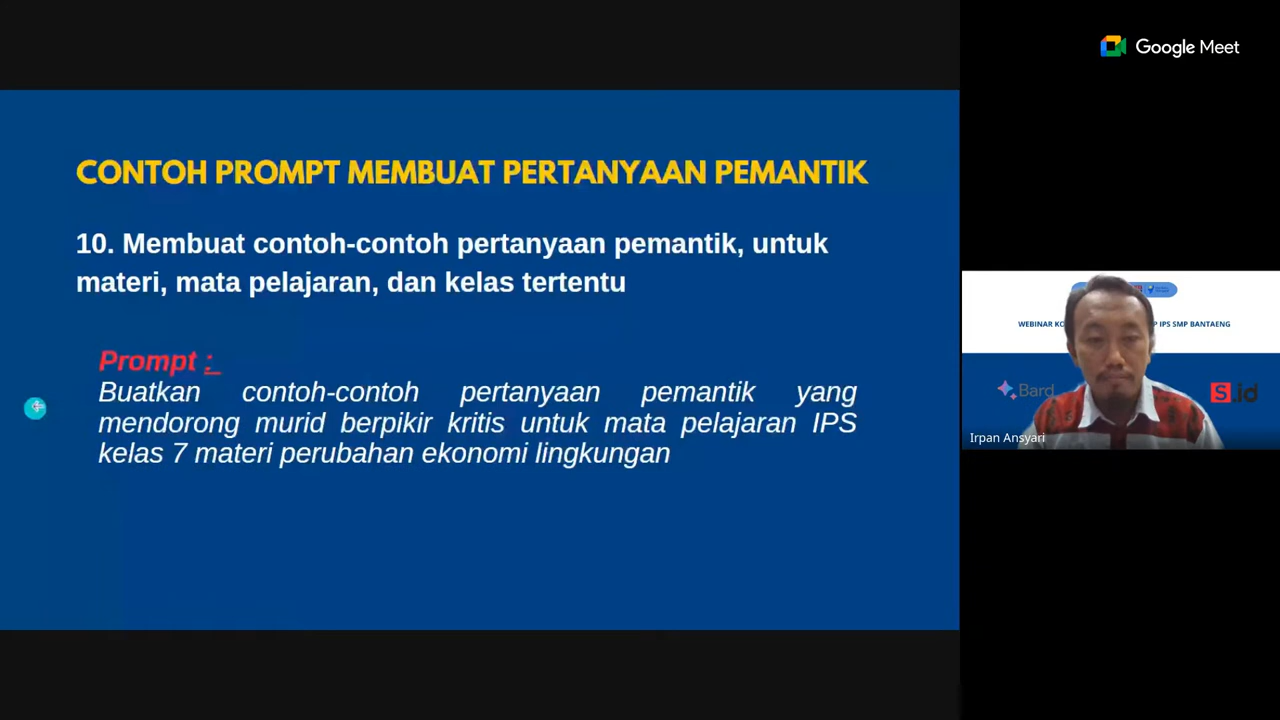 Google Meet
CONTOH PROMPT MEMBUAT PERTANYAAN PEMANTIK
10. Membuat contoh-contoh pertanyaan pemantik, untuk
materi, mata pelajaran, dan kelas tertentu
Prompt :
Buatkan contoh-contoh pertanyaan pemantik yang
mendorong murid berpikir kritis untuk mata pelajaran IPS
kelas 7 materi perubahan ekonomi lingkungan
WEBINAR
IPS SMP BANTAENG
Bard
S.id
Irpan Ansyari